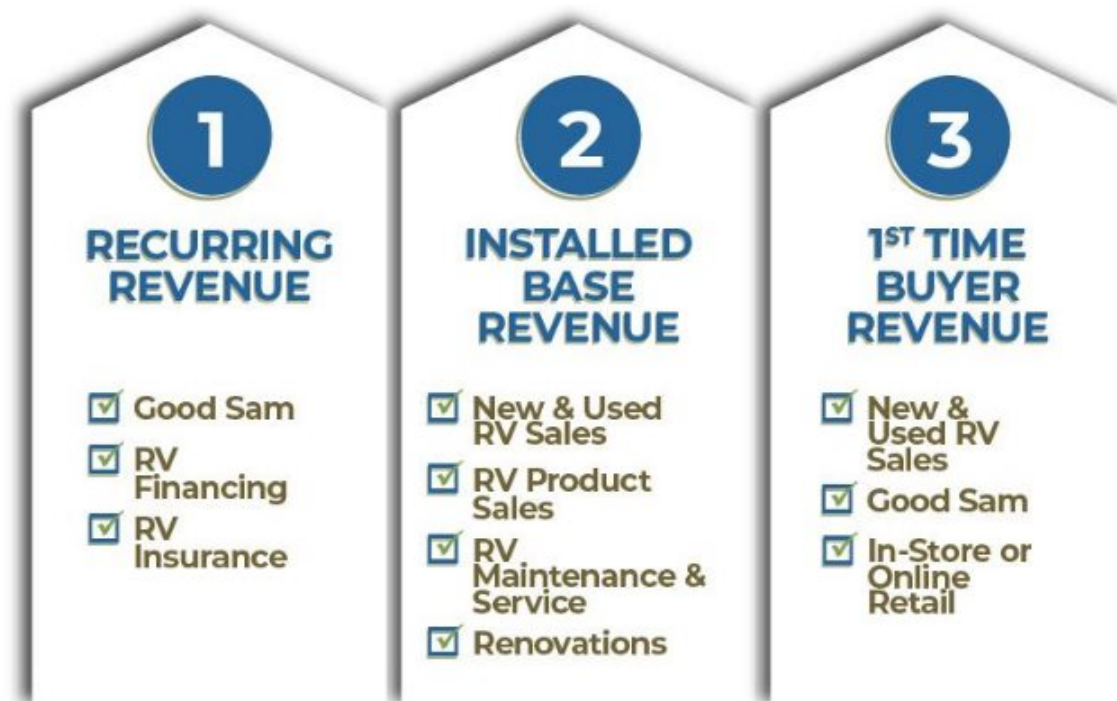 1
RECURRING
REVENUE
Good Sam
RV
Financing
RV
Insurance
2
INSTALLED
BASE
REVENUE
New & Used
RV Sales
RV Product
Sales
RV
Maintenance &
Service
Renovations
3
1ST TIME
BUYER
REVENUE
New &
Used RV
Sales
Good Sam
In-Store or
Online
Retail